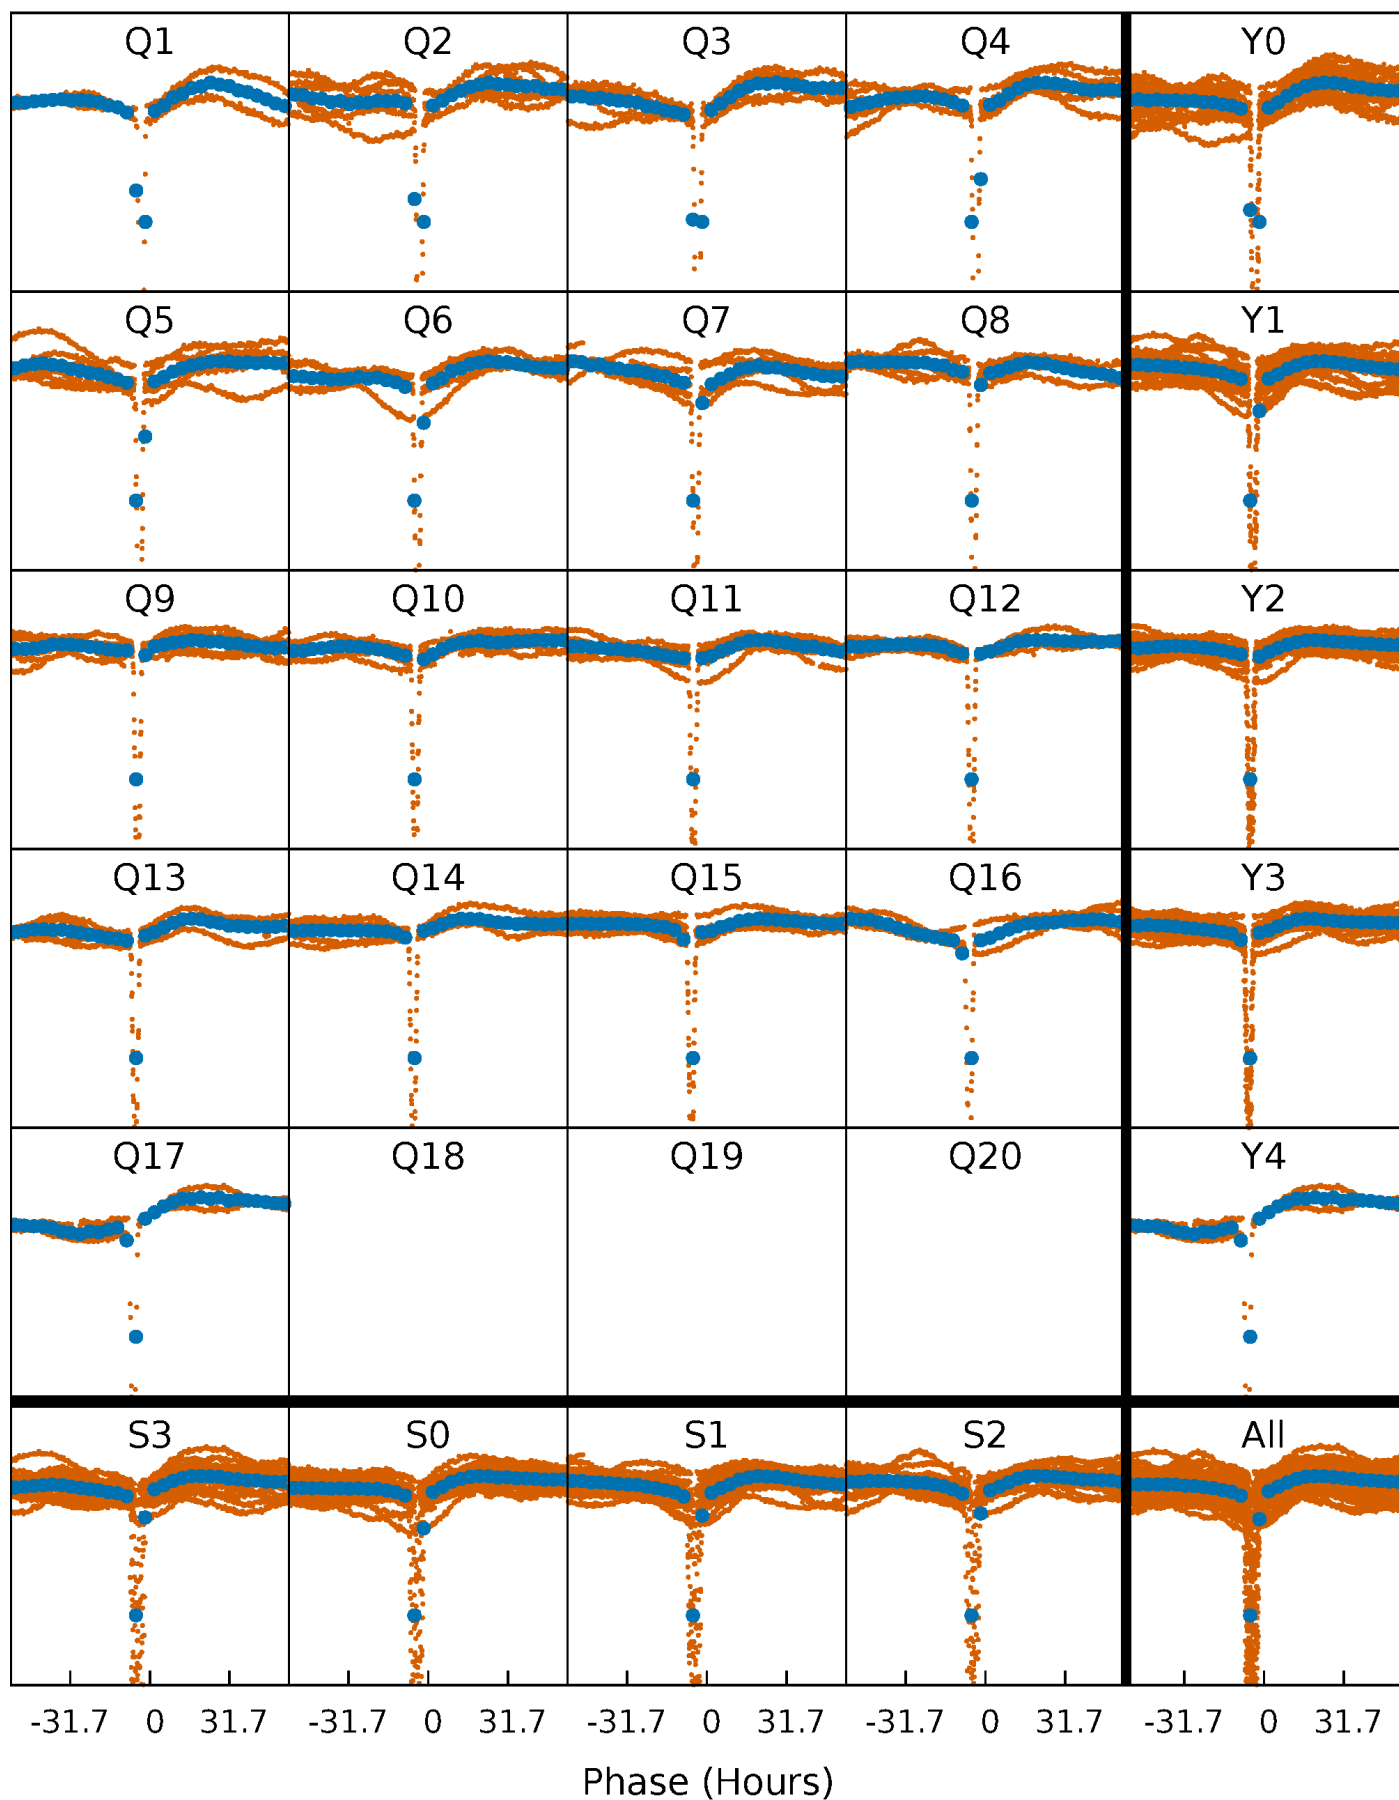 Q1 Q2 Q3 Q4 Y0
Q5 Q6 Q7 Q8 Y1
Q9 Q10 Q11 Q12 Y2
Q13 Q14 Q15 Q16 Y3
Q17 Q18 Q19 Q20 Y4
S3 S0 S1 S2 All
-31.7 0 31.7 -31.7 0 31.7 -31.7 0 31.7 -31.7 0 31.7 -31.7 0 31.7
Phase (Hours)